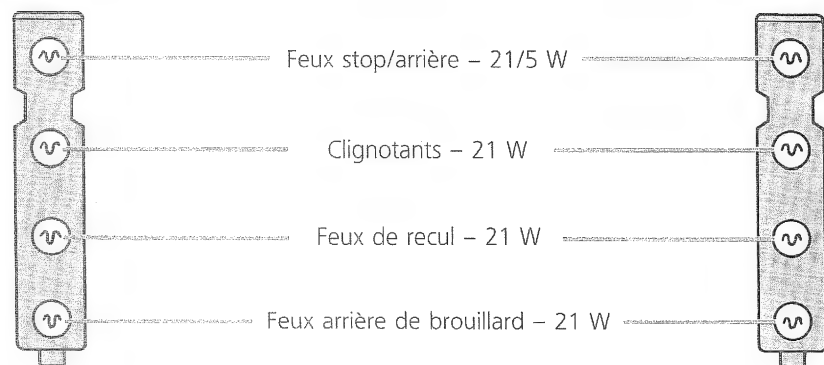 Feux stop/arrière – 21/5 W
Clignotants – 21 W
Feux de recul – 21 W
Feux arrière de brouillard – 21 W